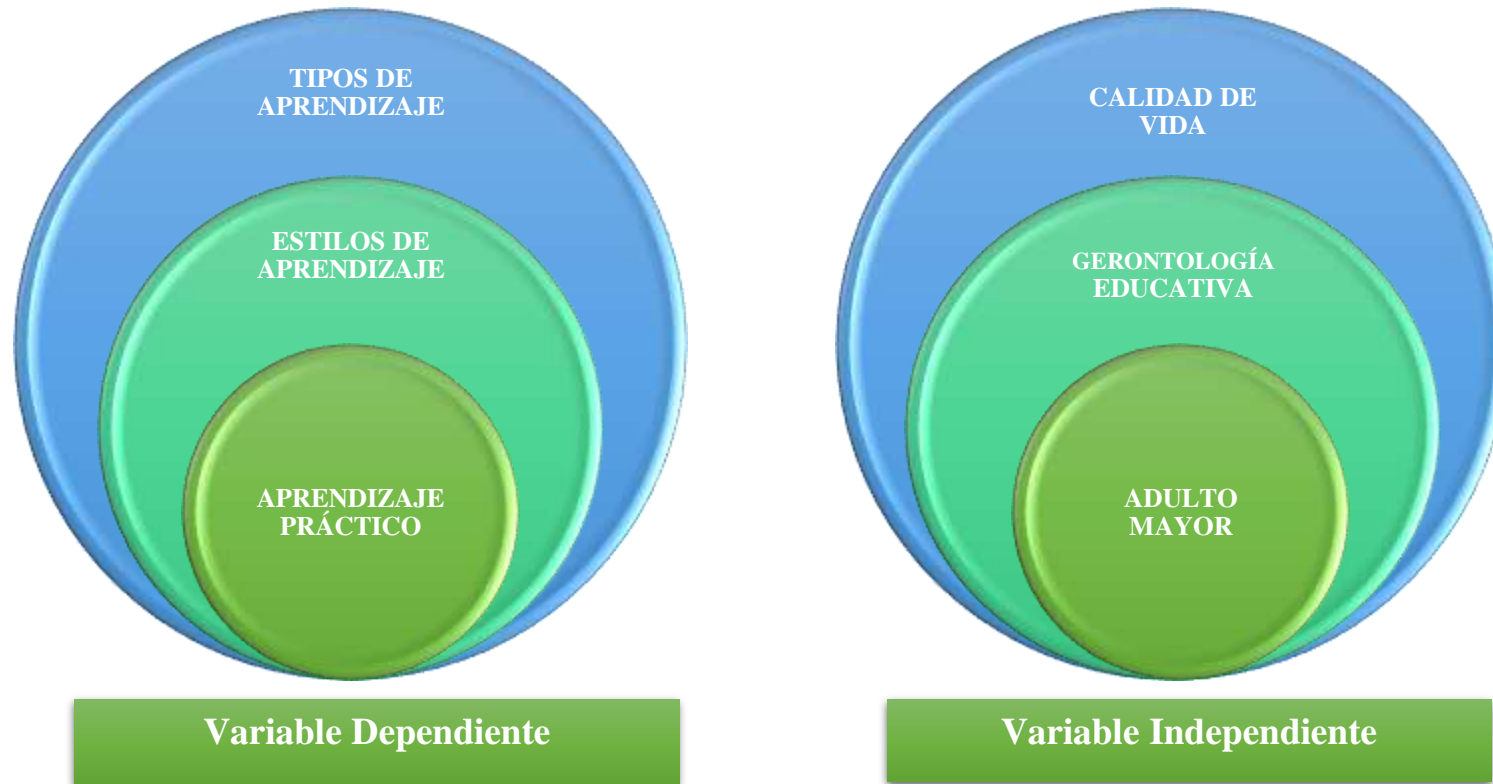 TIPOS DE
APRENDIZAJE
ESTILOS DE
APRENDIZAJE
APRENDIZAJE
PRÁCTICO
Variable Dependiente
CALIDAD DE
VIDA
GERONTOLOGÍA
EDUCATIVA
ADULTO
MAYOR
Variable Independiente